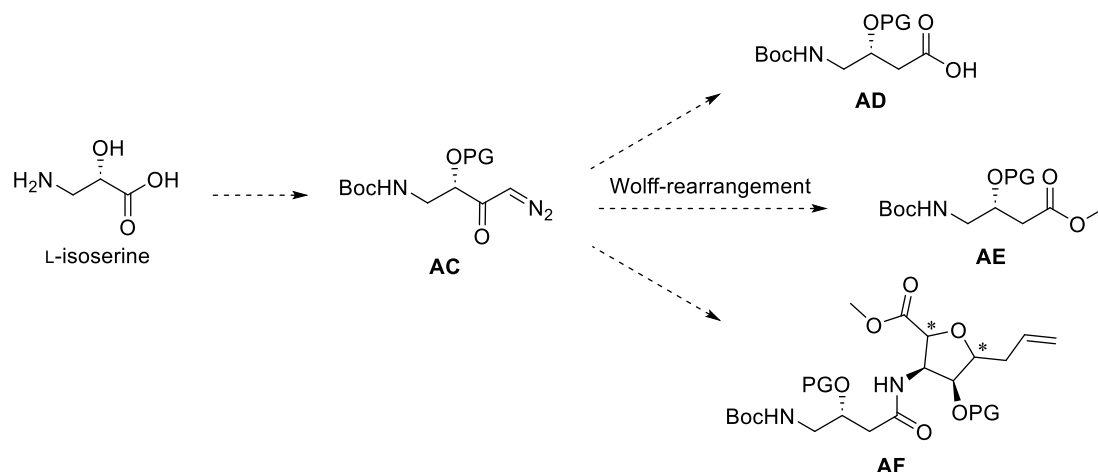 OPG O
BocHN
OH
AD
OH
H2N
OH
O
L-isoserine
OPG
BocHN
N2
O
AC
Wolff-rearrangement
OPG O
BocHN
O
AE
O
O
*
O
*
PGO
HN
OPG
BocHN
O
AF